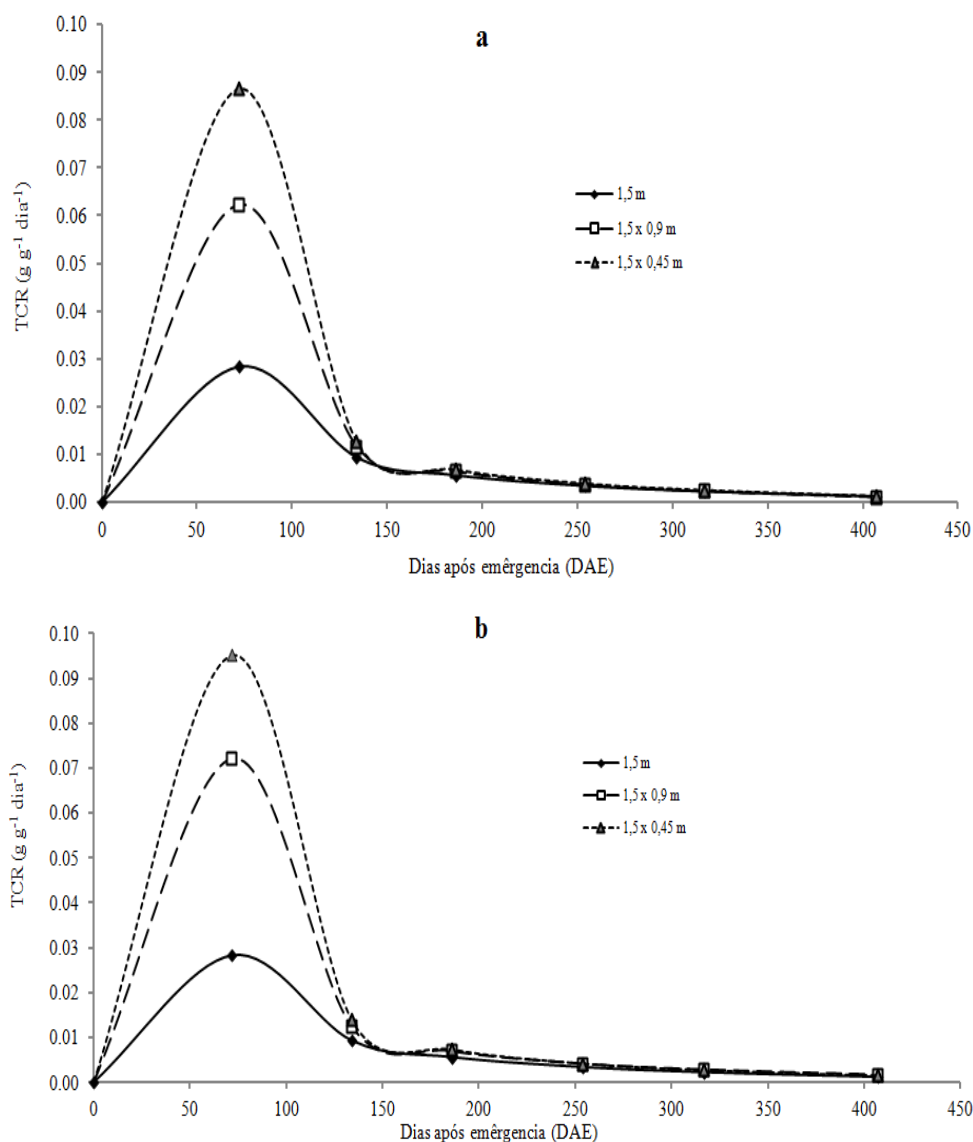 a
TCR (g g⁻¹ dia⁻¹)
0.10
0.09
0.08
0.07
0.06
0.05
0.04
0.03
0.02
0.01
0.00
1,5 m
1,5 x 0,9 m
1,5 x 0,45 m
0 50 100 150 200 250 300 350 400 450
Dias após emêrgencia (DAE)
b
TCR (g g⁻¹ dia⁻¹)
0.10
0.09
0.08
0.07
0.06
0.05
0.04
0.03
0.02
0.01
0.00
1,5 m
1,5 x 0,9 m
1,5 x 0,45 m
0 50 100 150 200 250 300 350 400 450
Dias após emêrgencia (DAE)